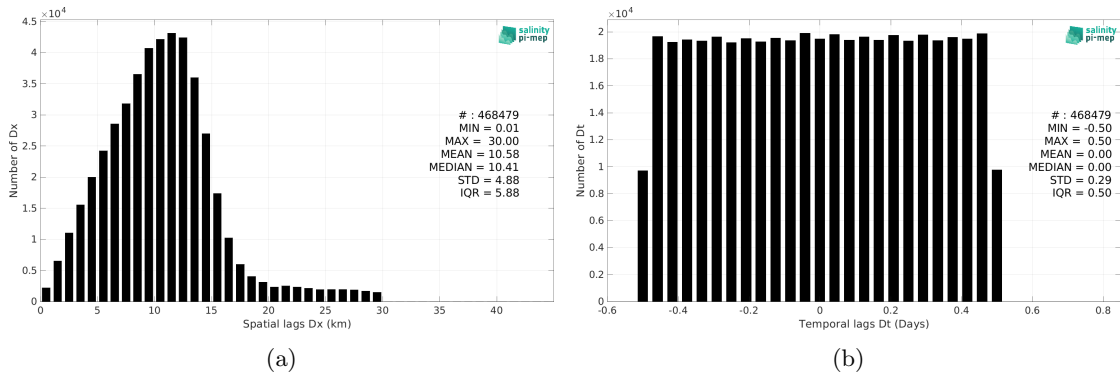 ×10⁴
4.5
4
3.5
3
2.5
2
1.5
1
0.5
0
Number of Dx
salinity
pi-mep
# : 468479
MIN = 0.01
MAX = 30.00
MEAN = 10.58
MEDIAN = 10.41
STD = 4.88
IQR = 5.88
0 5 10 15 20 25 30 35 40
Spatial lags Dx (km)
(a)
×10⁴
2
1.8
1.6
1.4
1.2
1
0.8
0.6
0.4
0.2
0
Number of Dt
salinity
pi-mep
# : 468479
MIN = -0.50
MAX = 0.50
MEAN = 0.00
MEDIAN = 0.00
STD = 0.29
IQR = 0.50
-0.6 -0.4 -0.2 0 0.2 0.4 0.6 0.8
Temporal lags Dt (Days)
(b)